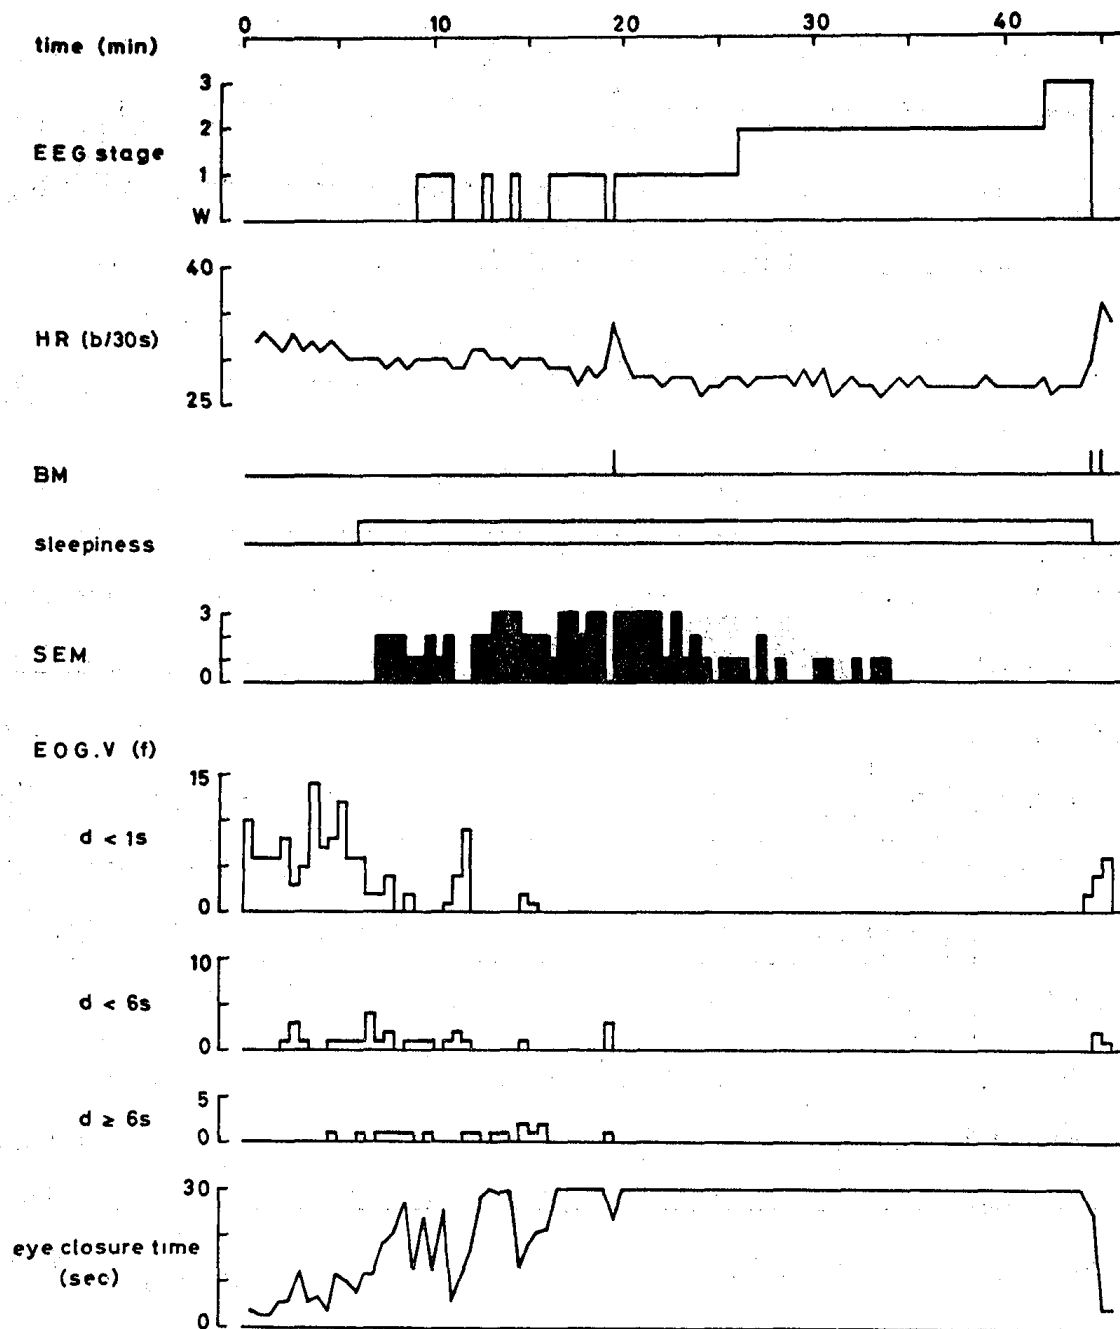 0 10 20 40
time (min)
3
2
EEG stage
1
W
40
HR (b/30s)
25
BM
sleepiness
3
SEM
0
EOG.V (f)
15
d < 1s
0
10
d < 6s
0
5
d ≥ 6s
0
30
eye closure time
(sec)
0